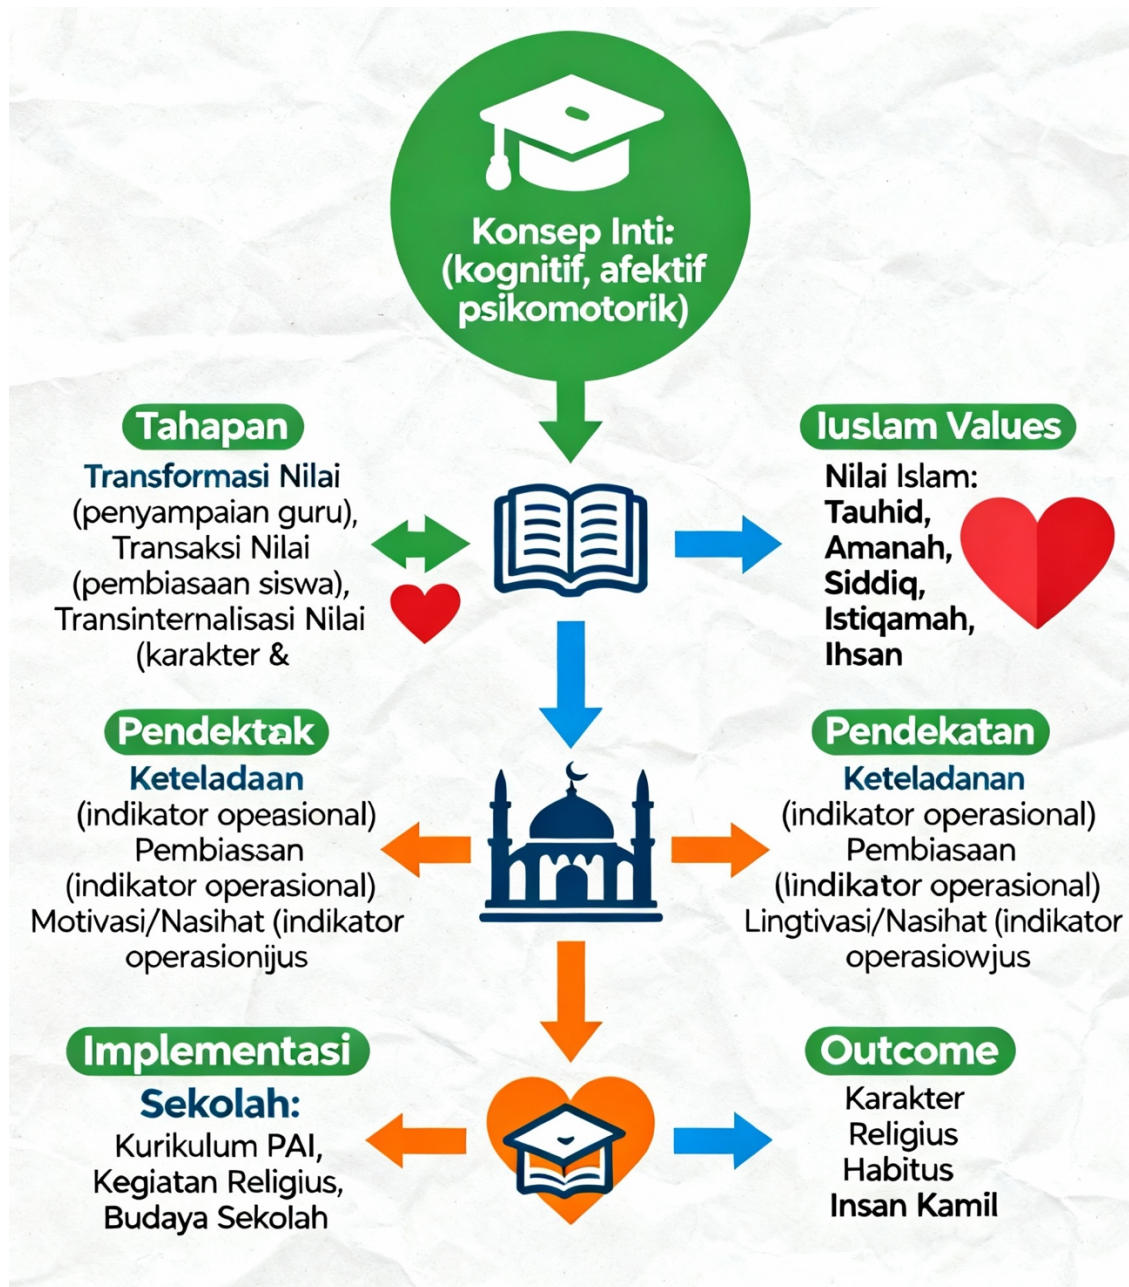 Konsep Inti:
(kognitif, afektif
psikomotorik)
Tahapan
Transformasi Nilai
(penyampaian guru),
Transaksi Nilai
(pembiasaan siswa),
Transinternalisasi Nilai
(karakter &
Iuslam Values
Nilai Islam:
Tauhid,
Amanah,
Siddiq,
Istiqamah,
Ihsan
Pendektak
Keteladaan
(indikator opeasional)
Pembiassan
(indikator operasional)
Motivasi/Nasihat (indikator
operasionijus
Pendekatan
Keteladanan
(indikator operasional)
Pembiasaan
(lindikator operasional)
Lingtivasi/Nasihat (indikator
operasiowjus
Implementasi
Sekolah:
Kurikulum PAI,
Kegiatan Religius,
Budaya Sekolah
Outcome
Karakter
Religius
Habitus
Insan Kamil